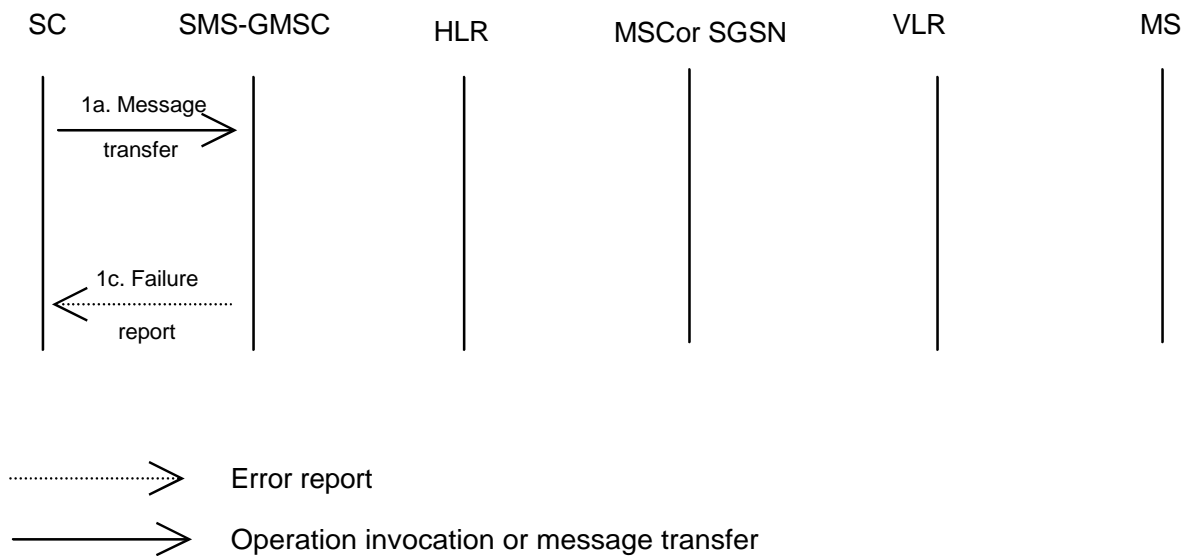 SC SMS-GMSC HLR MSCor SGSN VLR MS
1a. Message
transfer
1c. Failure
report
Error report
Operation invocation or message transfer